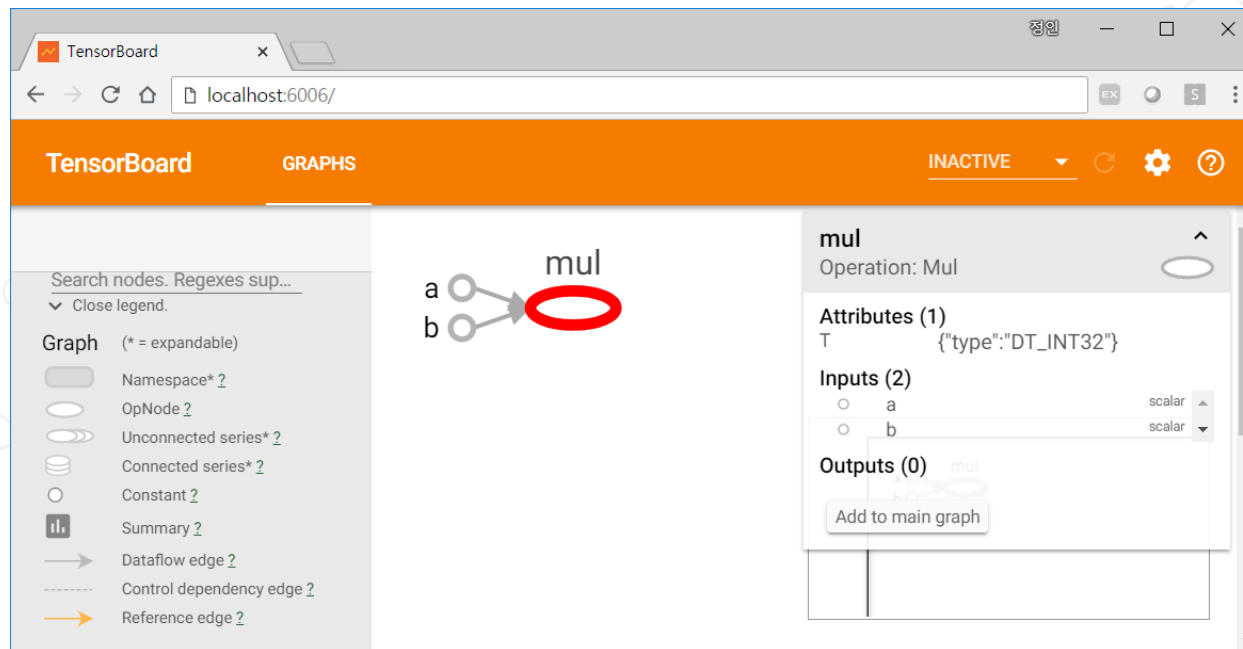 정인
TensorBoard
localhost:6006/
EX
S
TensorBoard
GRAPHS
INACTIVE
Search nodes. Regexes sup...
Close legend.
Graph (* = expandable)
Namespace* ?
OpNode ?
Unconnected series* ?
Connected series* ?
Constant ?
Summary ?
Dataflow edge ?
Control dependency edge ?
Reference edge ?
mul
a
b
mul
Operation: Mul
Attributes (1)
T {"type":"DT_INT32"}
Inputs (2)
a scalar
b scalar
Outputs (0)
mul
Add to main graph